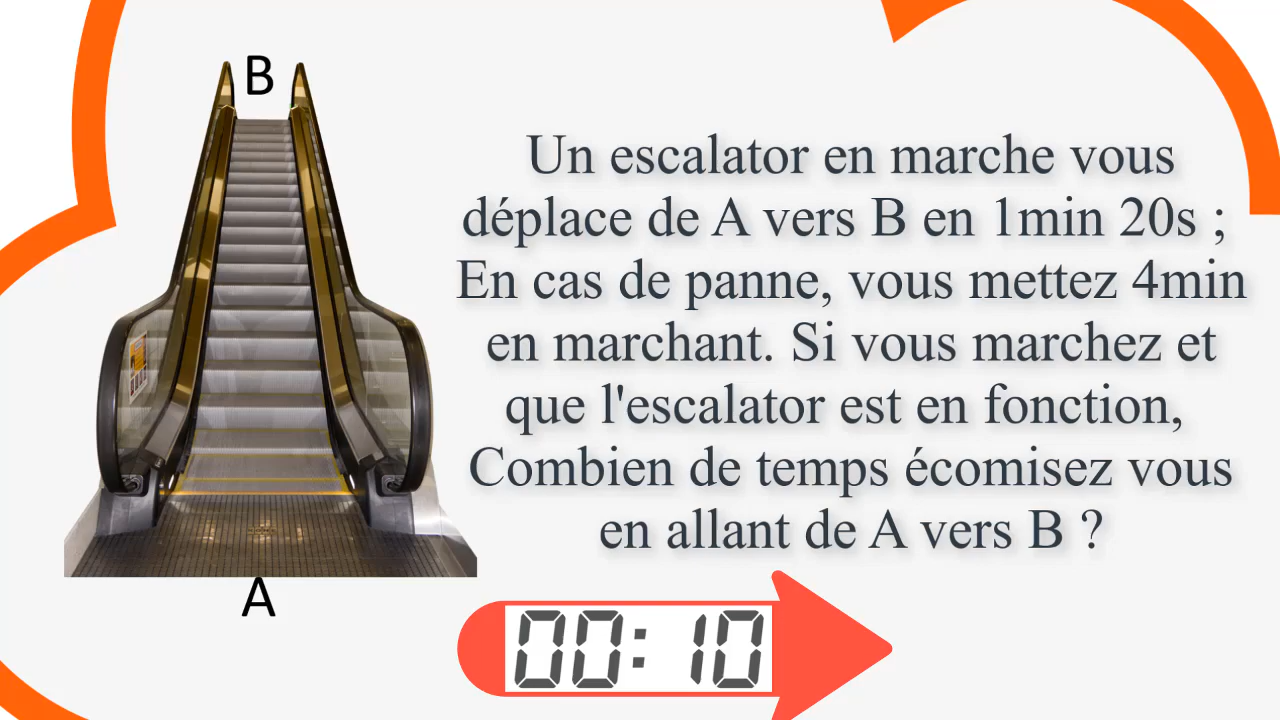 B
Un escalator en marche vous
déplace de A vers B en 1min 20s ;
En cas de panne, vous mettez 4min
en marchant. Si vous marchez et
que l'escalator est en fonction,
Combien de temps écomisez vous
en allant de A vers B ?
A
00:10